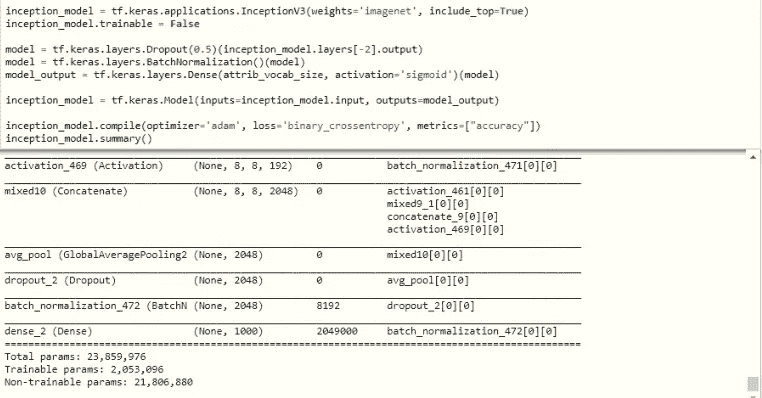 inception_model = tf.keras.applications.InceptionV3(weights='imagenet', include_top=True)
inception_model.trainable = False
model = tf.keras.layers.Dropout(0.5)(inception_model.layers[-2].output)
model = tf.keras.layers.BatchNormalization()(model)
model_output = tf.keras.layers.Dense(attrib_vocab_size, activation='sigmoid')(model)
inception_model = tf.keras.Model(inputs=inception_model.input, outputs=model_output)
inception_model.compile(optimizer='adam', loss='binary_crossentropy', metrics=["accuracy"])
inception_model.summary()
activation_469 (Activation) (None, 8, 8, 192) 0 batch_normalization_471[0][0]
mixed10 (Concatenate) (None, 8, 8, 2048) 0 activation_461[0][0]
mixed9_1[0][0]
concatenate_9[0][0]
activation_469[0][0]
avg_pool (GlobalAveragePooling2 (None, 2048) 0 mixed10[0][0]
dropout_2 (Dropout) (None, 2048) 0 avg_pool[0][0]
batch_normalization_472 (BatchN (None, 2048) 8192 dropout_2[0][0]
dense_2 (Dense) (None, 1000) 2049000 batch_normalization_472[0][0]
Total params: 23,859,976
Trainable params: 2,053,096
Non-trainable params: 21,806,880